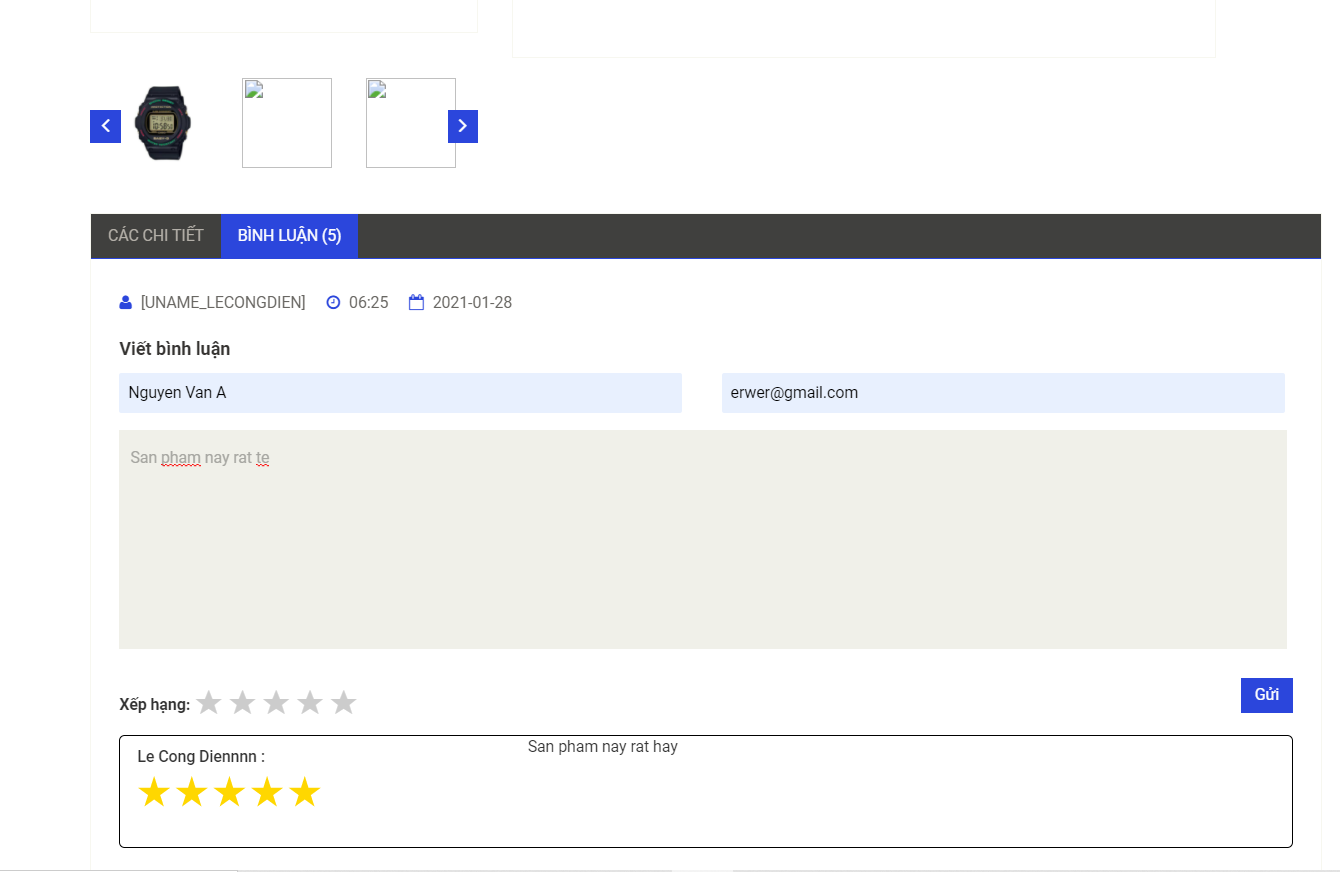 CÁC CHI TIẾT BÌNH LUẬN (5)
[UNAME_LECONGDIEN] 06:25 2021-01-28
Viết bình luận
Nguyen Van A erwer@gmail.com
San pham nay rat te
Xếp hạng: Gửi
Le Cong Diennnn : San pham nay rat hay